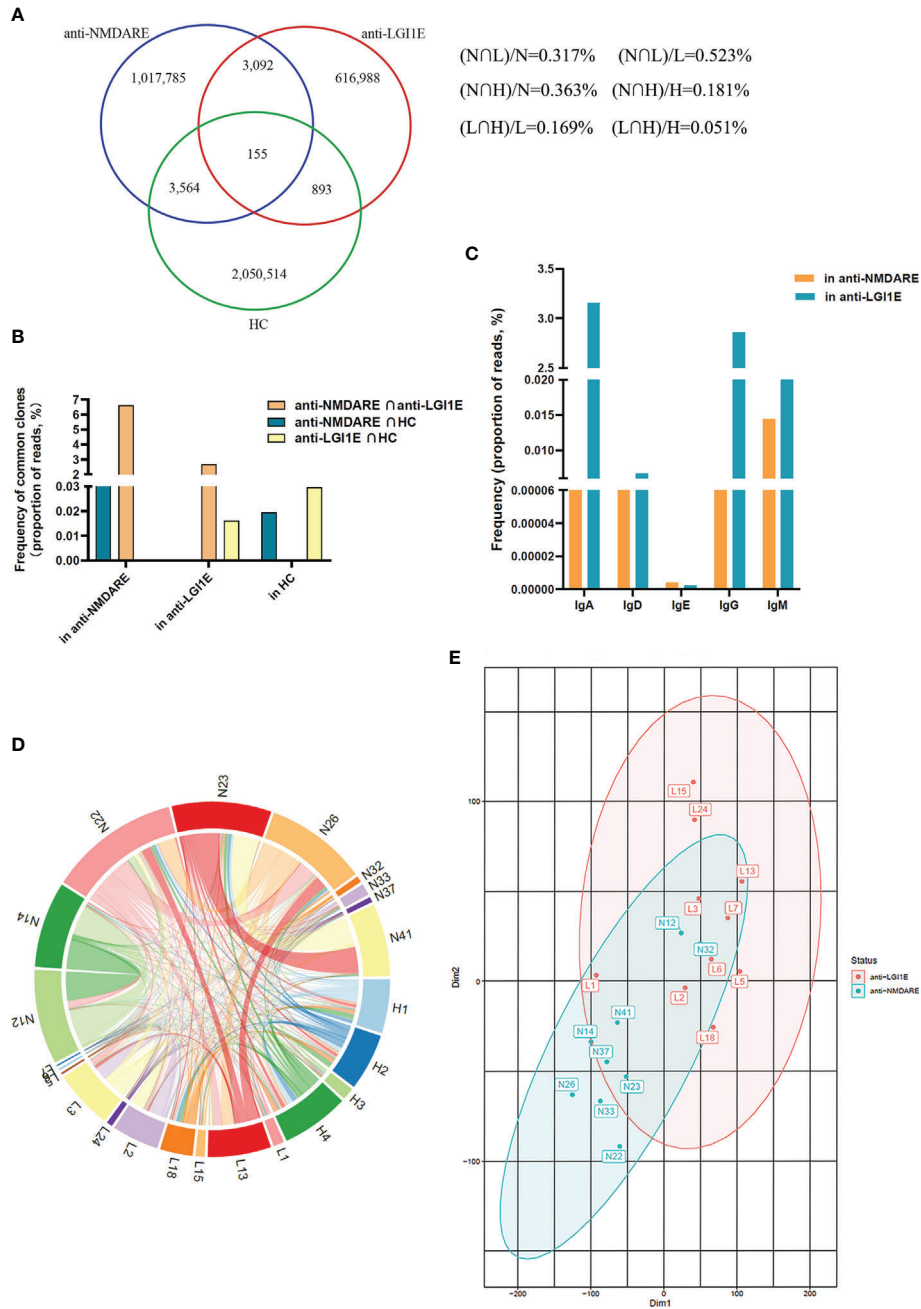 A
anti-NMDARE
anti-LGI1E
1,017,785
3,092
616,988
155
3,564
893
2,050,514
HC
(N∩L)/N=0.317% (N∩L)/L=0.523%
(N∩H)/N=0.363% (N∩H)/H=0.181%
(L∩H)/L=0.169% (L∩H)/H=0.051%
B
Frequency of common clones
(proportion of reads, %)
7
6
5
4
3
2
0.03
0.02
0.01
0.00
in anti-NMDARE
in anti-LGI1E
in HC
anti-NMDARE ∩ anti-LGI1E
anti-NMDARE ∩ HC
anti-LGI1E ∩ HC
C
Frequency (proportion of reads, %)
3.5
3.0
2.5
0.020
0.015
0.010
0.00006
0.00004
0.00002
0.00000
IgA
IgD
IgE
IgG
IgM
in anti-NMDARE
in anti-LGI1E
D
N23
N26
N32
N33
N37
N41
H1
H2
H3
H4
L1
L13
L15
L18
L2
L24
L3
N12
N14
N22
E
Dim2
100
0
−100
−200
−100
0
100
200
Dim1
L15
L24
L13
L3
L7
N12
N32
L6
L5
L1
L2
N41
L18
N14
N37
N23
N26
N33
N22
Status
anti−LGI1E
anti−NMDARE